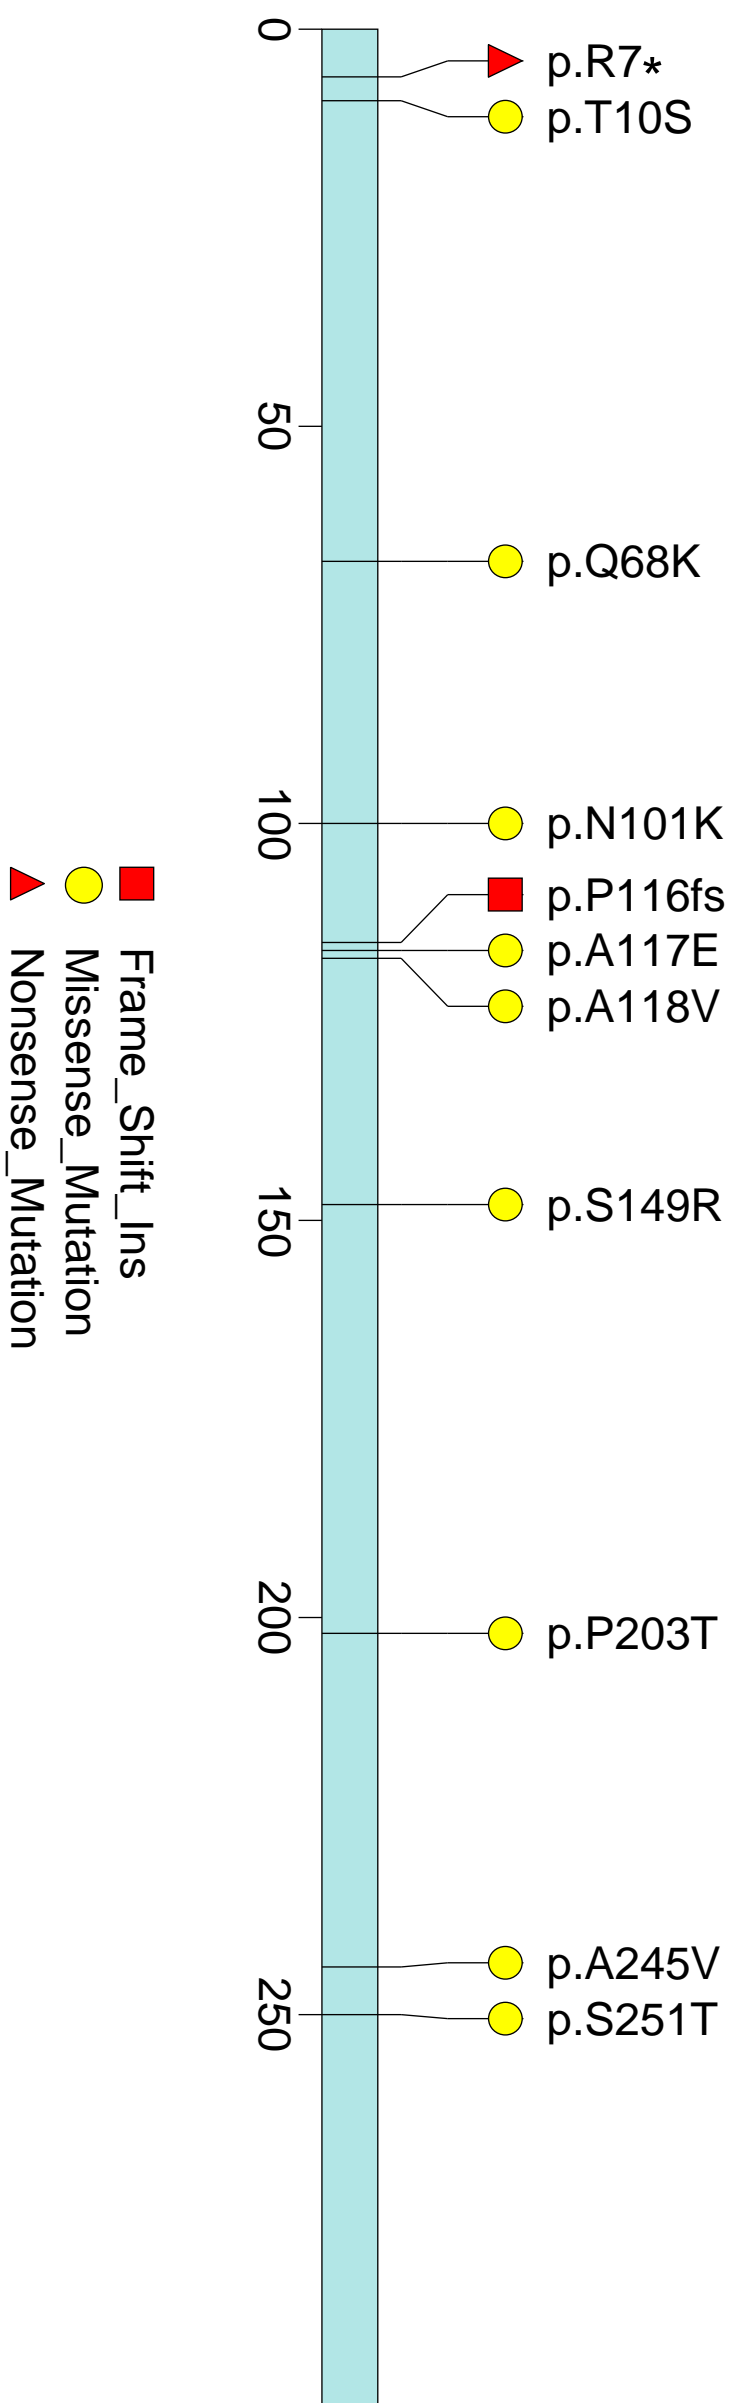 p.R7*
p.T10S
p.Q68K
p.N101K
p.P116fs
p.A117E
p.A118V
p.S149R
p.P203T
p.A245V
p.S251T
0
50
100
150
200
250
Frame_Shift_Ins
Missense_Mutation
Nonsense_Mutation